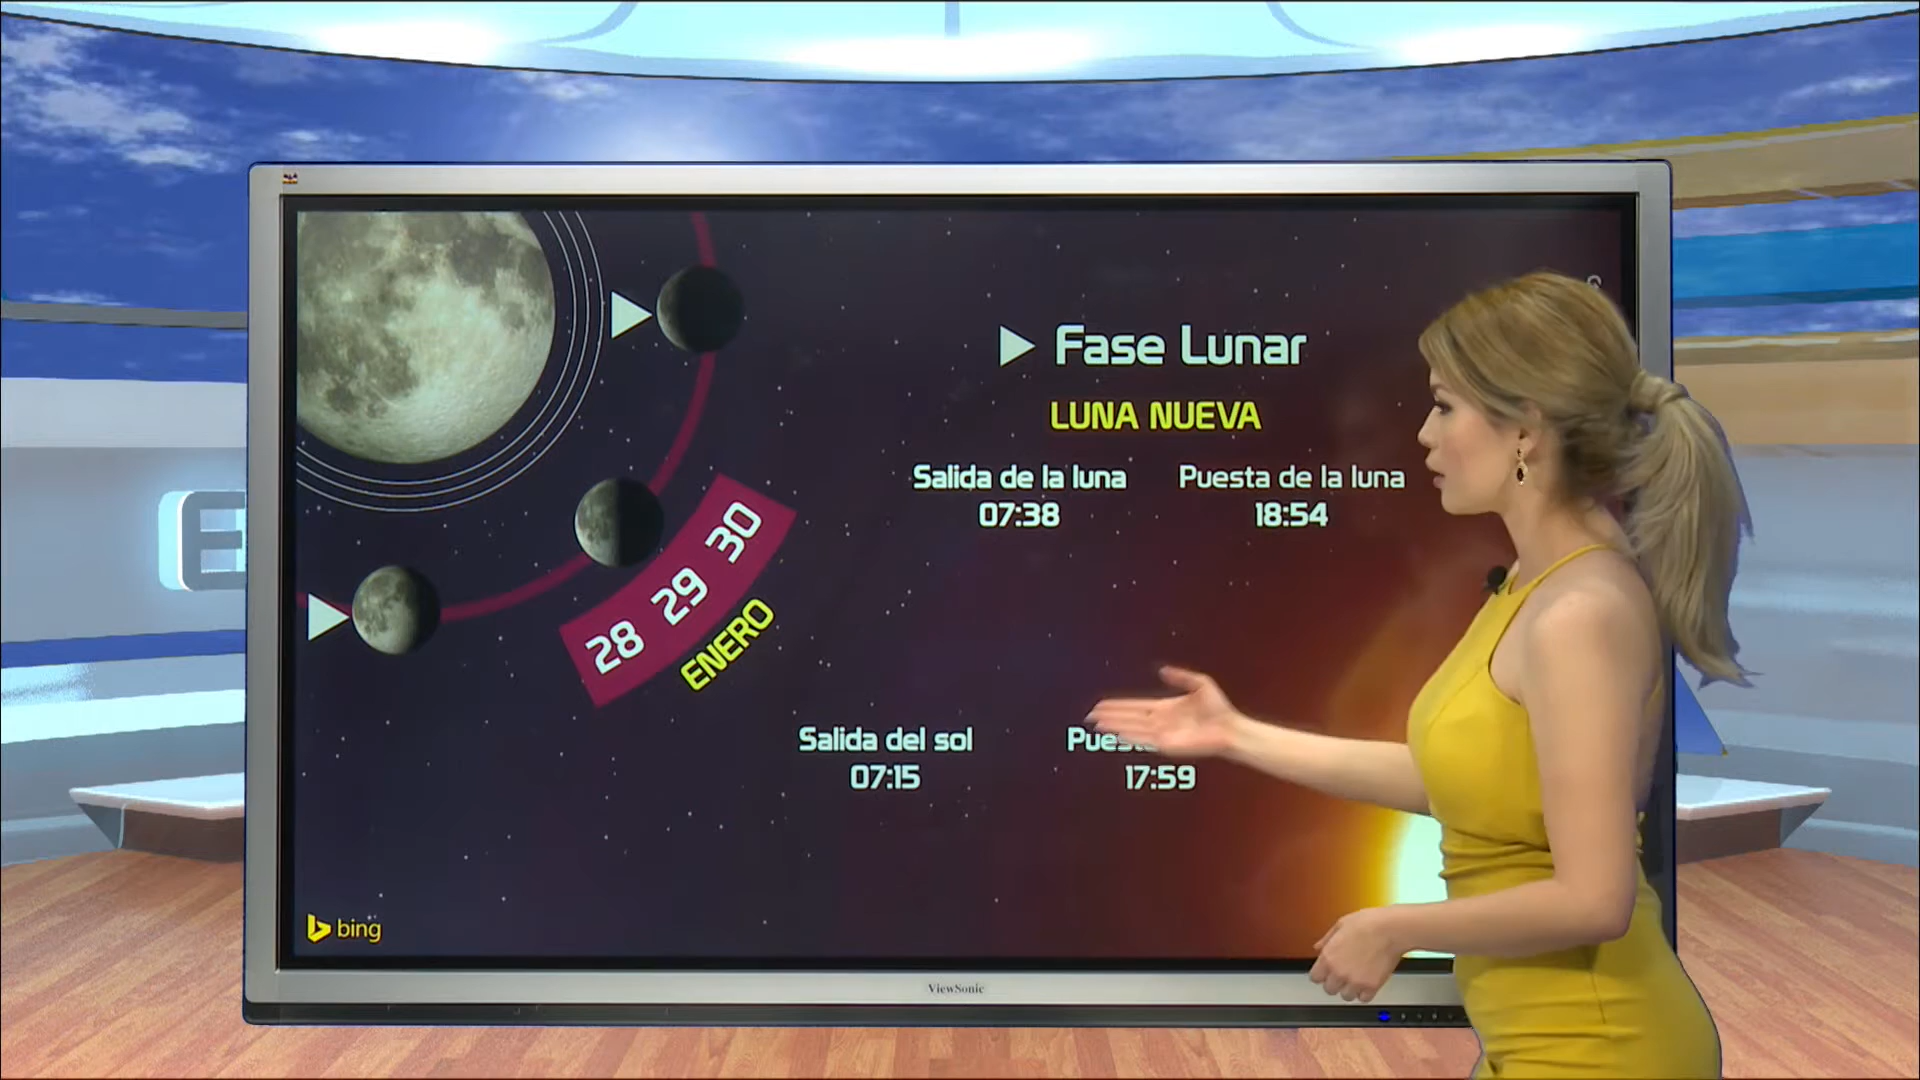 Fase Lunar
LUNA NUEVA
Salida de la luna
07:38
Puesta de la luna
18:54
28 29 30
ENERO
Salida del sol
07:15
17:59
bing
ViewSonic
E